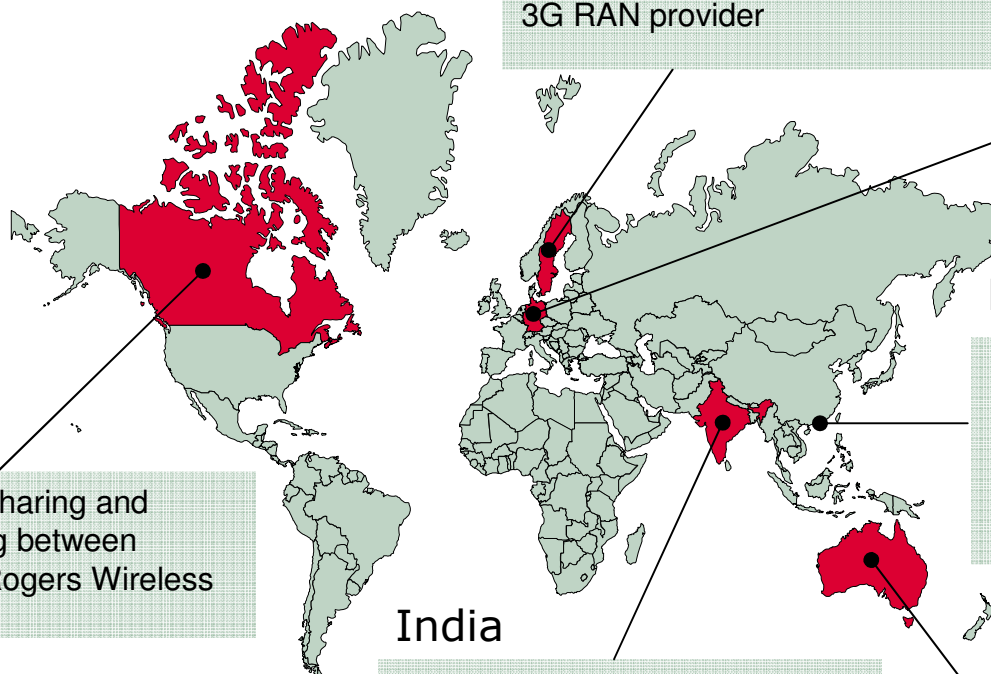 3G RAN provider
haring and
g between
Rogers Wireless
India